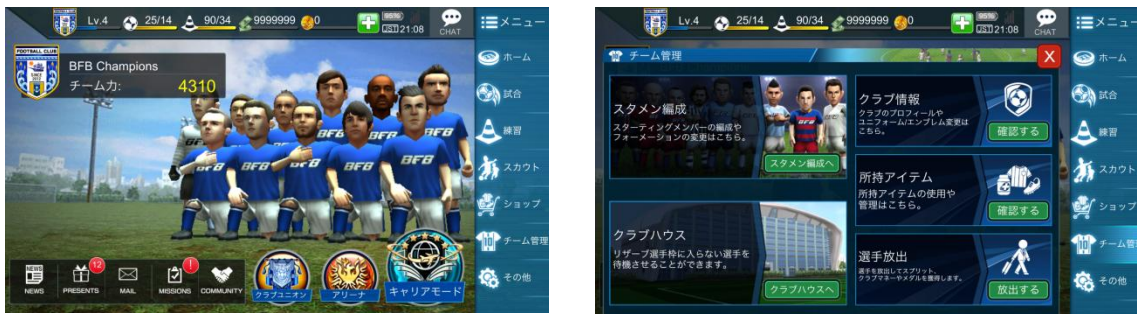 Lv.4
25/14
90/34
9999999
0
95%
JST 21:08
CHAT
メニュー
FOOTBALL CLUB
SINCE
BFB Champions
チーム力:
4310
ホーム
試合
練習
スカウト
ショップ
チーム管理
その他
BFB
BFB
BFB
BFB
BFB
BFB
NEWS
NEWS
12
PRESENTS
MAIL
!
MISSIONS
COMMUNITY
クラブユニオン
アリーナ
キャリアモード
Lv.4
25/14
90/34
9999999
0
95%
JST 21:08
CHAT
メニュー
チーム管理
X
スタメン編成
スターティングメンバーの編成や
フォーメーションの変更はこちら。
BFB
スタメン編成へ
クラブハウス
リザーブ選手枠に入らない選手を
待機させることができます。
クラブハウスへ
クラブ情報
クラブのプロフィールや
ユニフォーム/エンブレム変更は
こちら。
確認する
所持アイテム
所持アイテムの使用や
管理はこちら。
確認する
選手放出
選手を放出してスプリット、
クラブマネーやメダルを獲得します。
放出する
ホーム
試合
練習
スカウト
ショップ
チーム管
その他